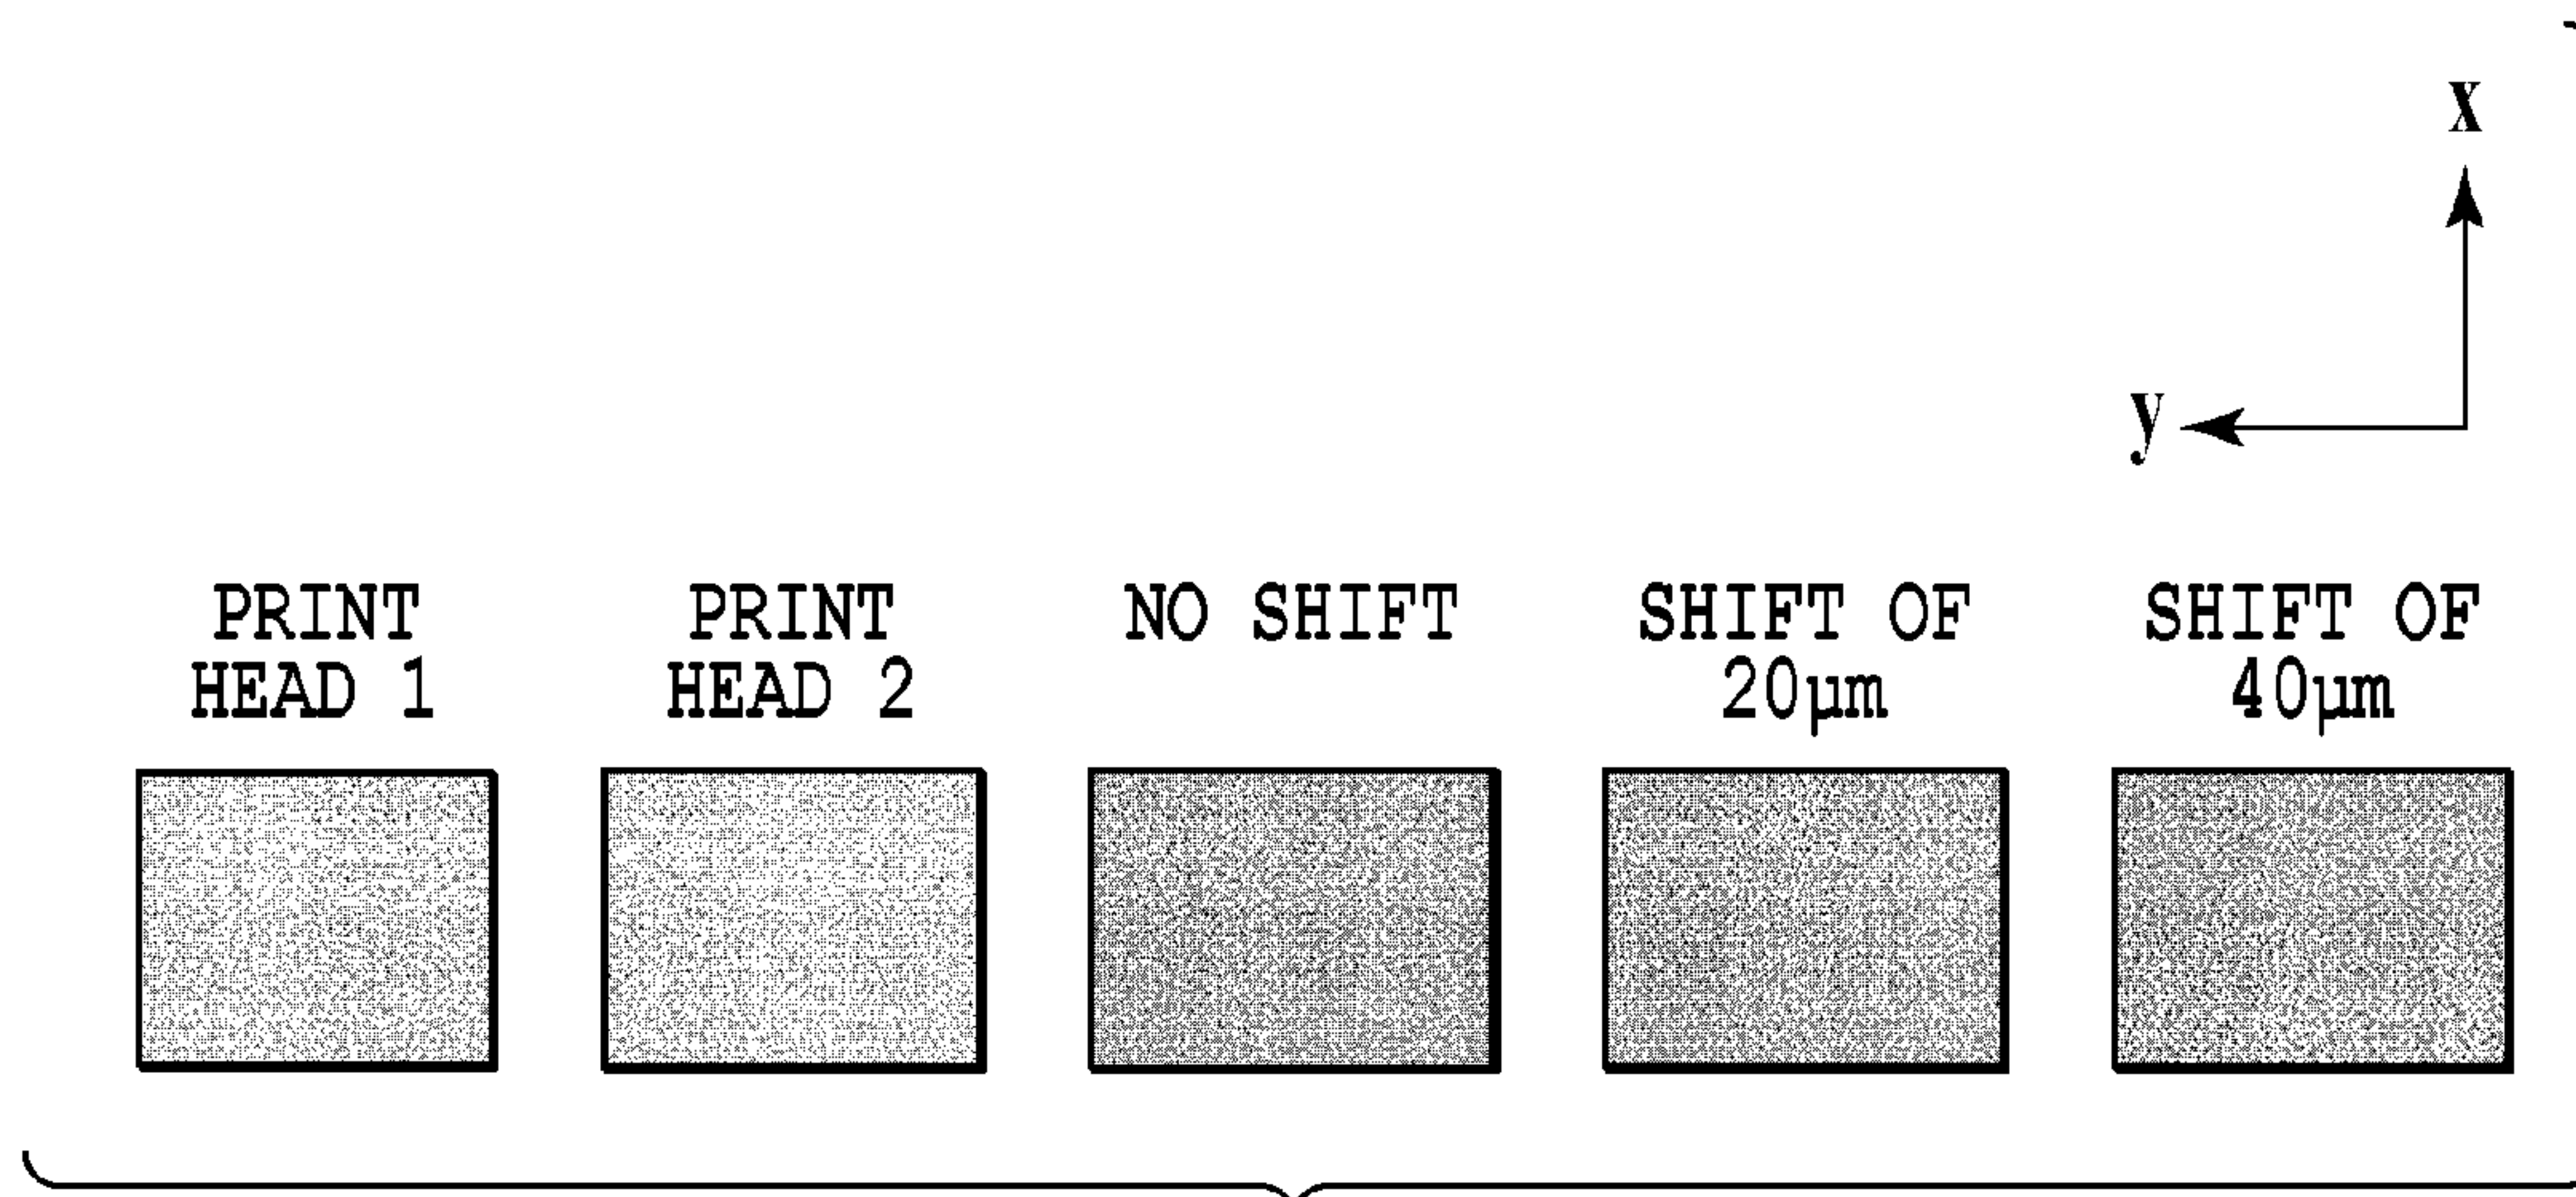 x
y
PRINT
HEAD 1
PRINT
HEAD 2
NO SHIFT
SHIFT OF
20µm
SHIFT OF
40µm